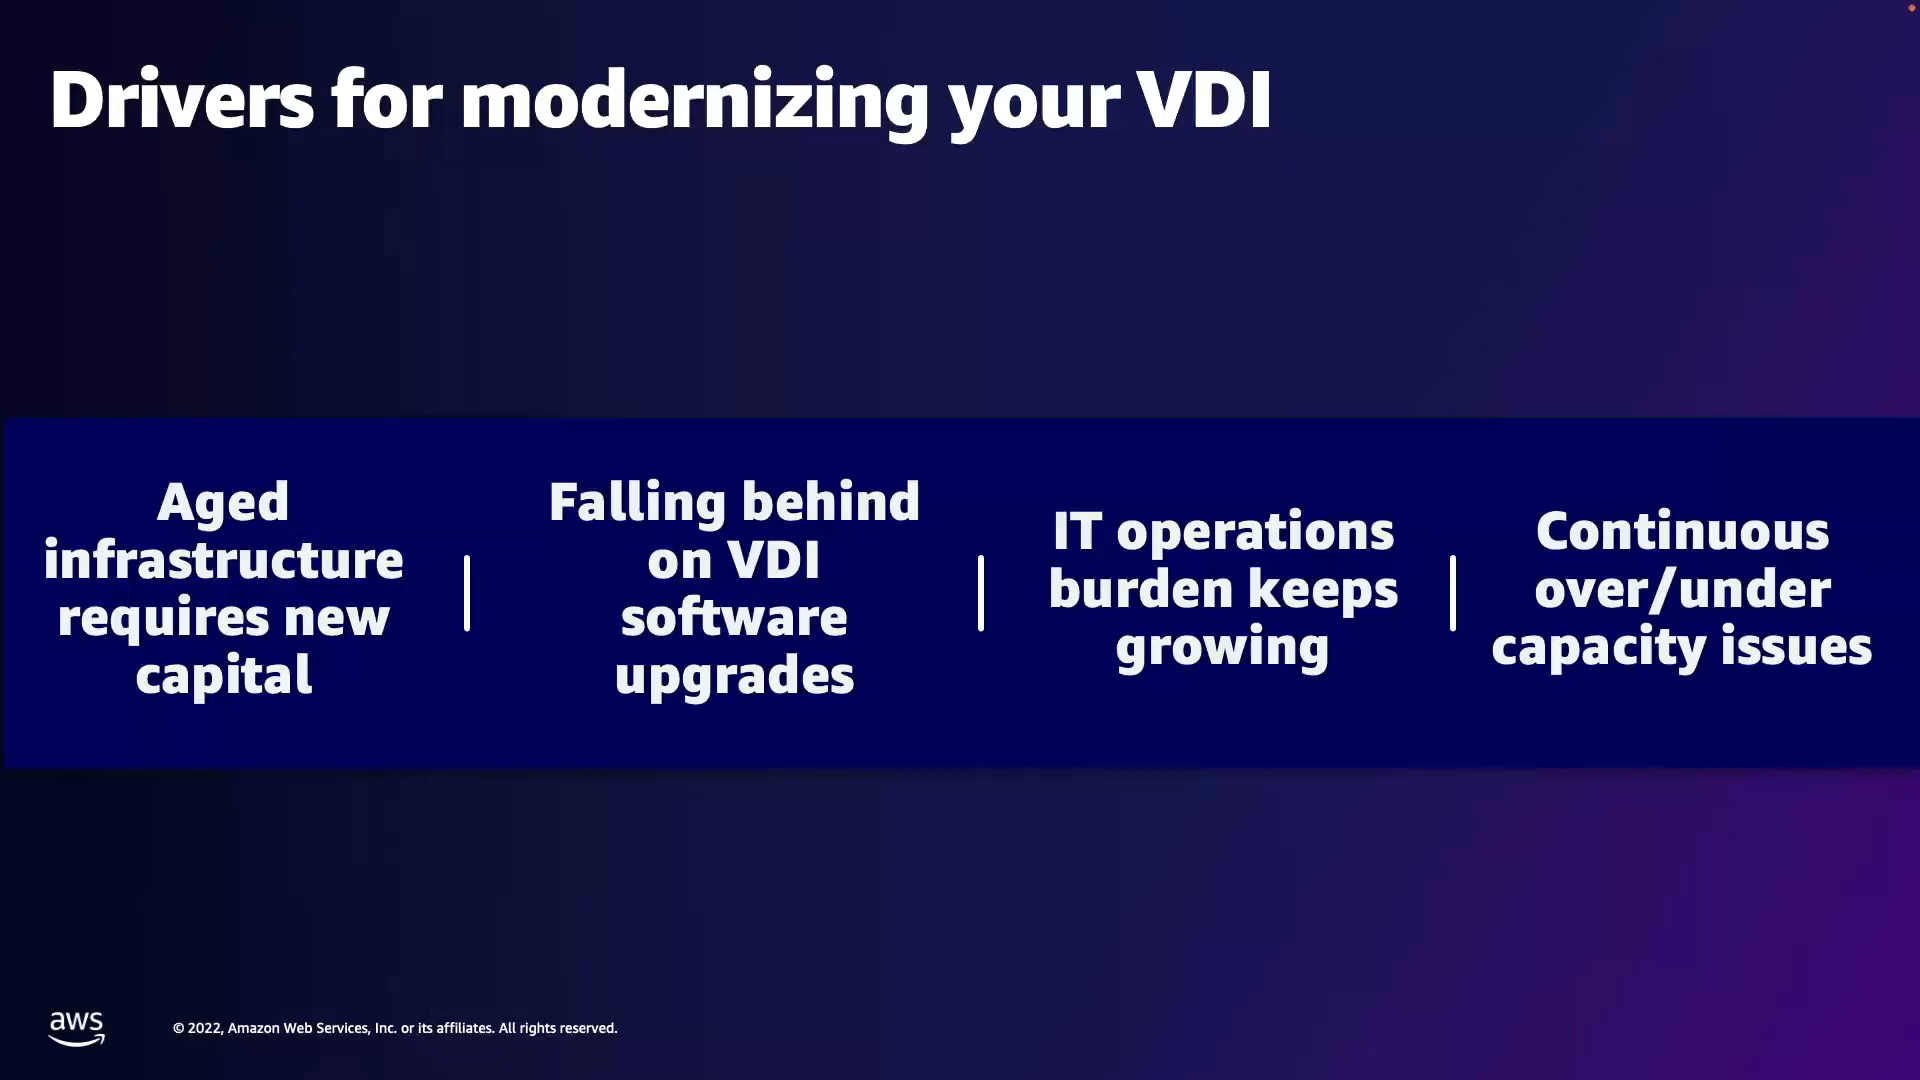 Drivers for modernizing your VDI
Aged
infrastructure
requires new
capital
Falling behind
on VDI
software
upgrades
IT operations
burden keeps
growing
Continuous
over/under
capacity issues
aws
© 2022, Amazon Web Services, Inc. or its affiliates. All rights reserved.